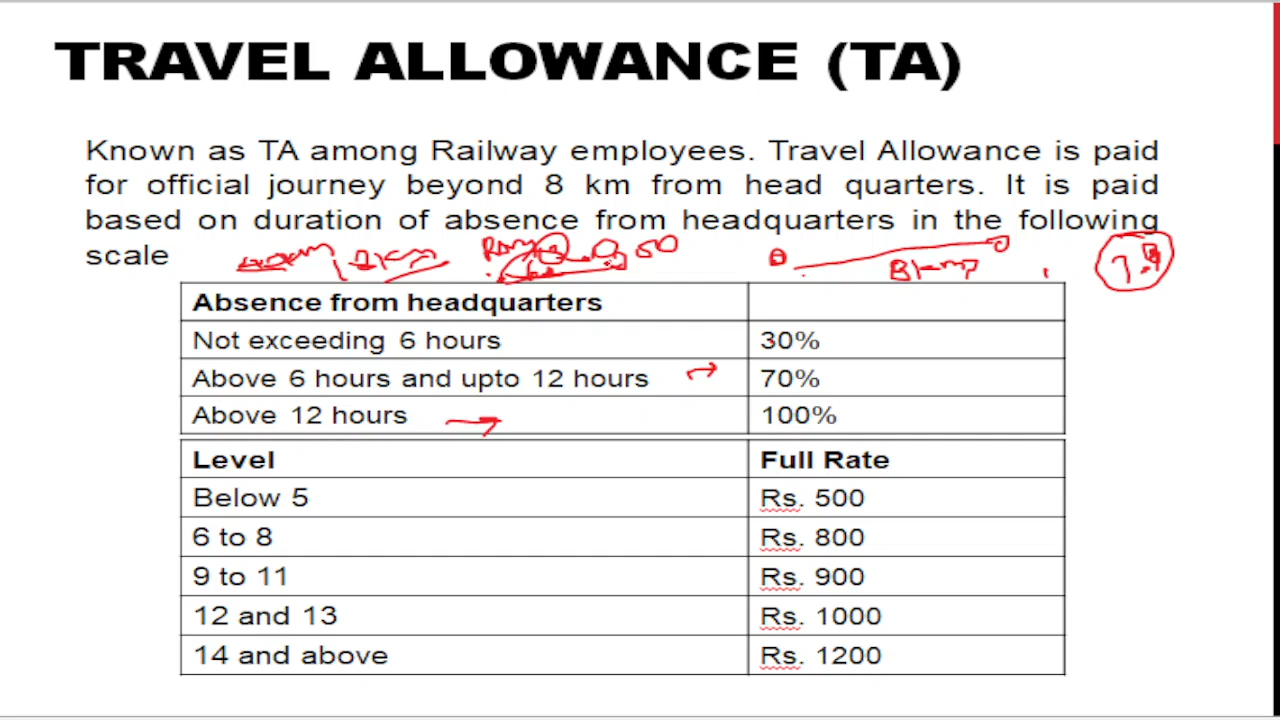 TRAVEL ALLOWANCE (TA)
Known as TA among Railway employees. Travel Allowance is paid
for official journey beyond 8 km from head quarters. It is paid
based on duration of absence from headquarters in the following
scale
Absence from headquarters
Not exceeding 6 hours 30%
Above 6 hours and upto 12 hours 70%
Above 12 hours 100%
Level Full Rate
Below 5 Rs. 500
6 to 8 Rs. 800
9 to 11 Rs. 900
12 and 13 Rs. 1000
14 and above Rs. 1200